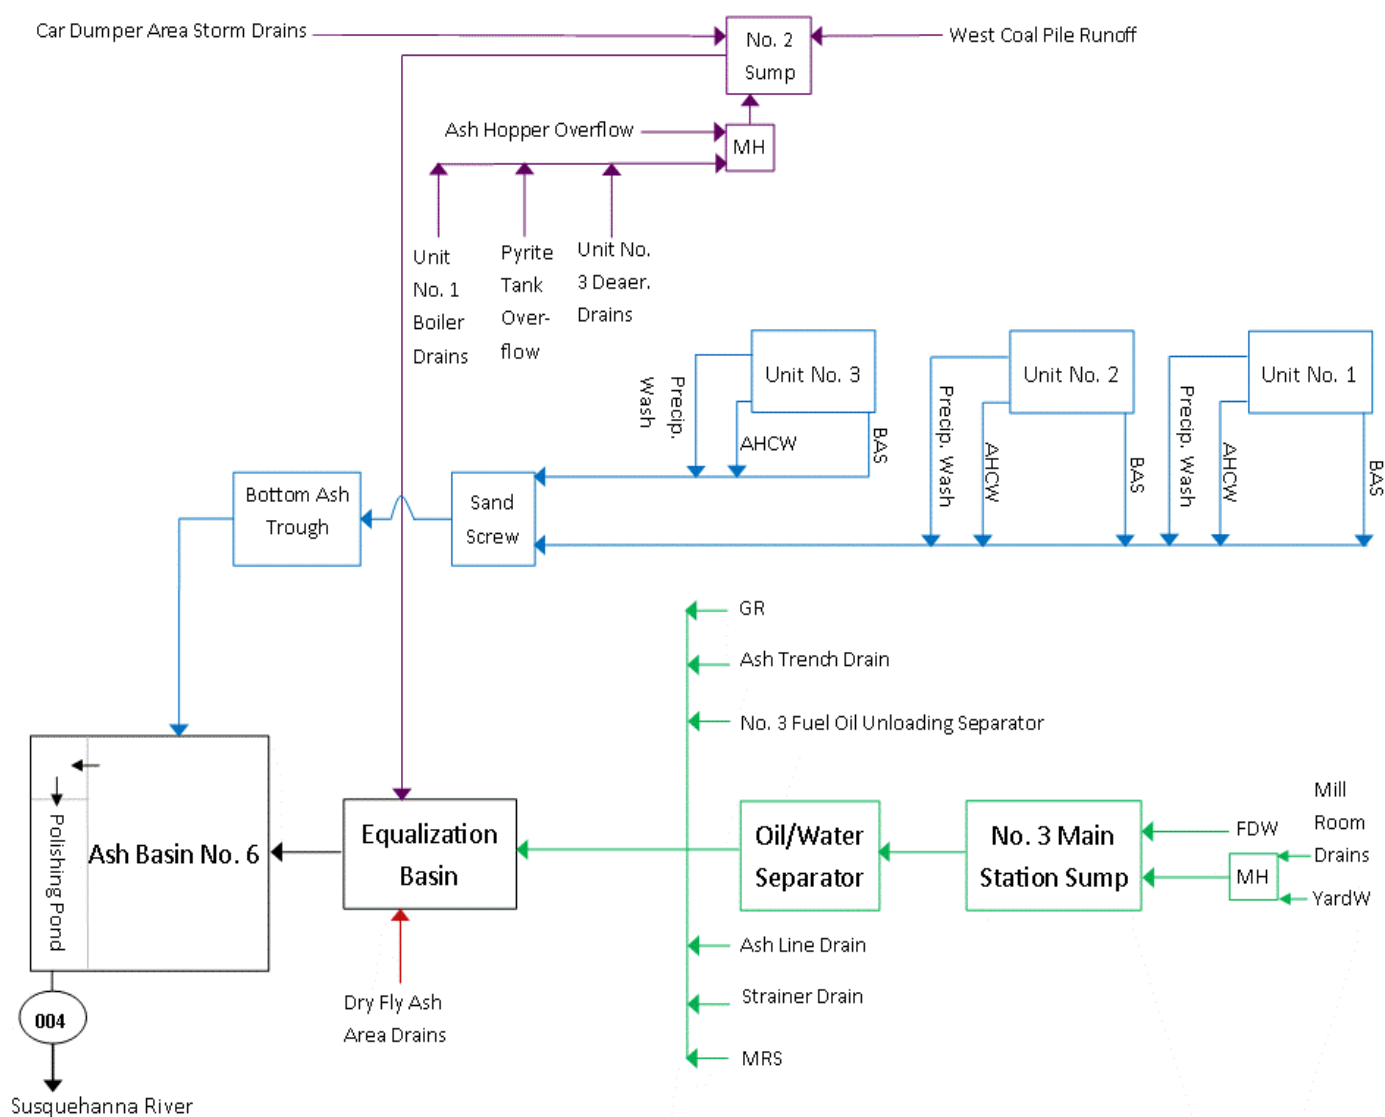 Car Dumper Area Storm Drains
No. 2
Sump
West Coal Pile Runoff
Ash Hopper Overflow
MH
Unit
No. 1
Boiler
Drains
Pyrite
Tank
Over-
flow
Unit No.
3 Deaer.
Drains
Unit No. 3
Precip.
Wash
AHCW
BAS
Unit No. 2
Precip. Wash
AHCW
BAS
Unit No. 1
Precip. Wash
AHCW
BAS
Bottom Ash
Trough
Sand
Screw
GR
Ash Trench Drain
No. 3 Fuel Oil Unloading Separator
Ash Basin No. 6
Polishing Pond
Equalization
Basin
Oil/Water
Separator
No. 3 Main
Station Sump
FDW
MH
Mill
Room
Drains
YardW
Ash Line Drain
Strainer Drain
MRS
Dry Fly Ash
Area Drains
004
Susquehanna River